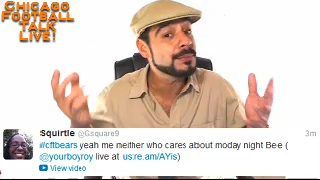 CHICAGO
FOOTBALL
TALK
LIVE!
Squirtle @Gsquare9 3m
#cftbears yeah me neither who cares about moday night Bee (
@yourboyroy live at us:re.am/AYis)
View video